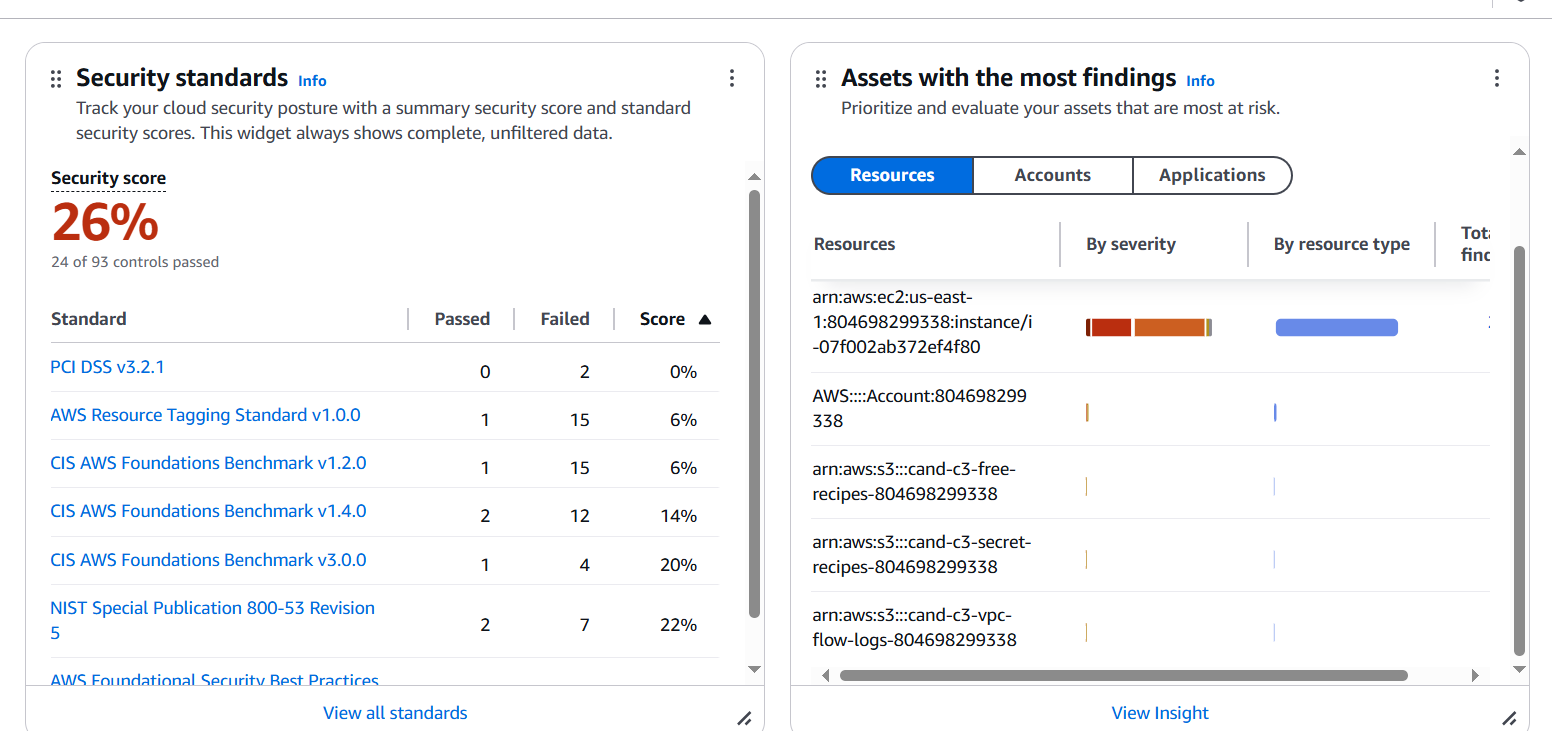 Security standards Info
Track your cloud security posture with a summary security score and standard
security scores. This widget always shows complete, unfiltered data.
Security score
26%
24 of 93 controls passed
Standard Passed Failed Score
PCI DSS v3.2.1 0 2 0%
AWS Resource Tagging Standard v1.0.0 1 15 6%
CIS AWS Foundations Benchmark v1.2.0 1 15 6%
CIS AWS Foundations Benchmark v1.4.0 2 12 14%
CIS AWS Foundations Benchmark v3.0.0 1 4 20%
NIST Special Publication 800-53 Revision
5 2 7 22%
AWS Foundational Security Best Practices
View all standards
Assets with the most findings Info
Prioritize and evaluate your assets that are most at risk.
Resources Accounts Applications
Resources By severity By resource type
arn:aws:ec2:us-east-
1:804698299338:instance/i
-07f002ab372ef4f80
AWS::::Account:804698299
338
arn:aws:s3:::cand-c3-free-
recipes-804698299338
arn:aws:s3:::cand-c3-secret-
recipes-804698299338
arn:aws:s3:::cand-c3-vpc-
flow-logs-804698299338
View Insight